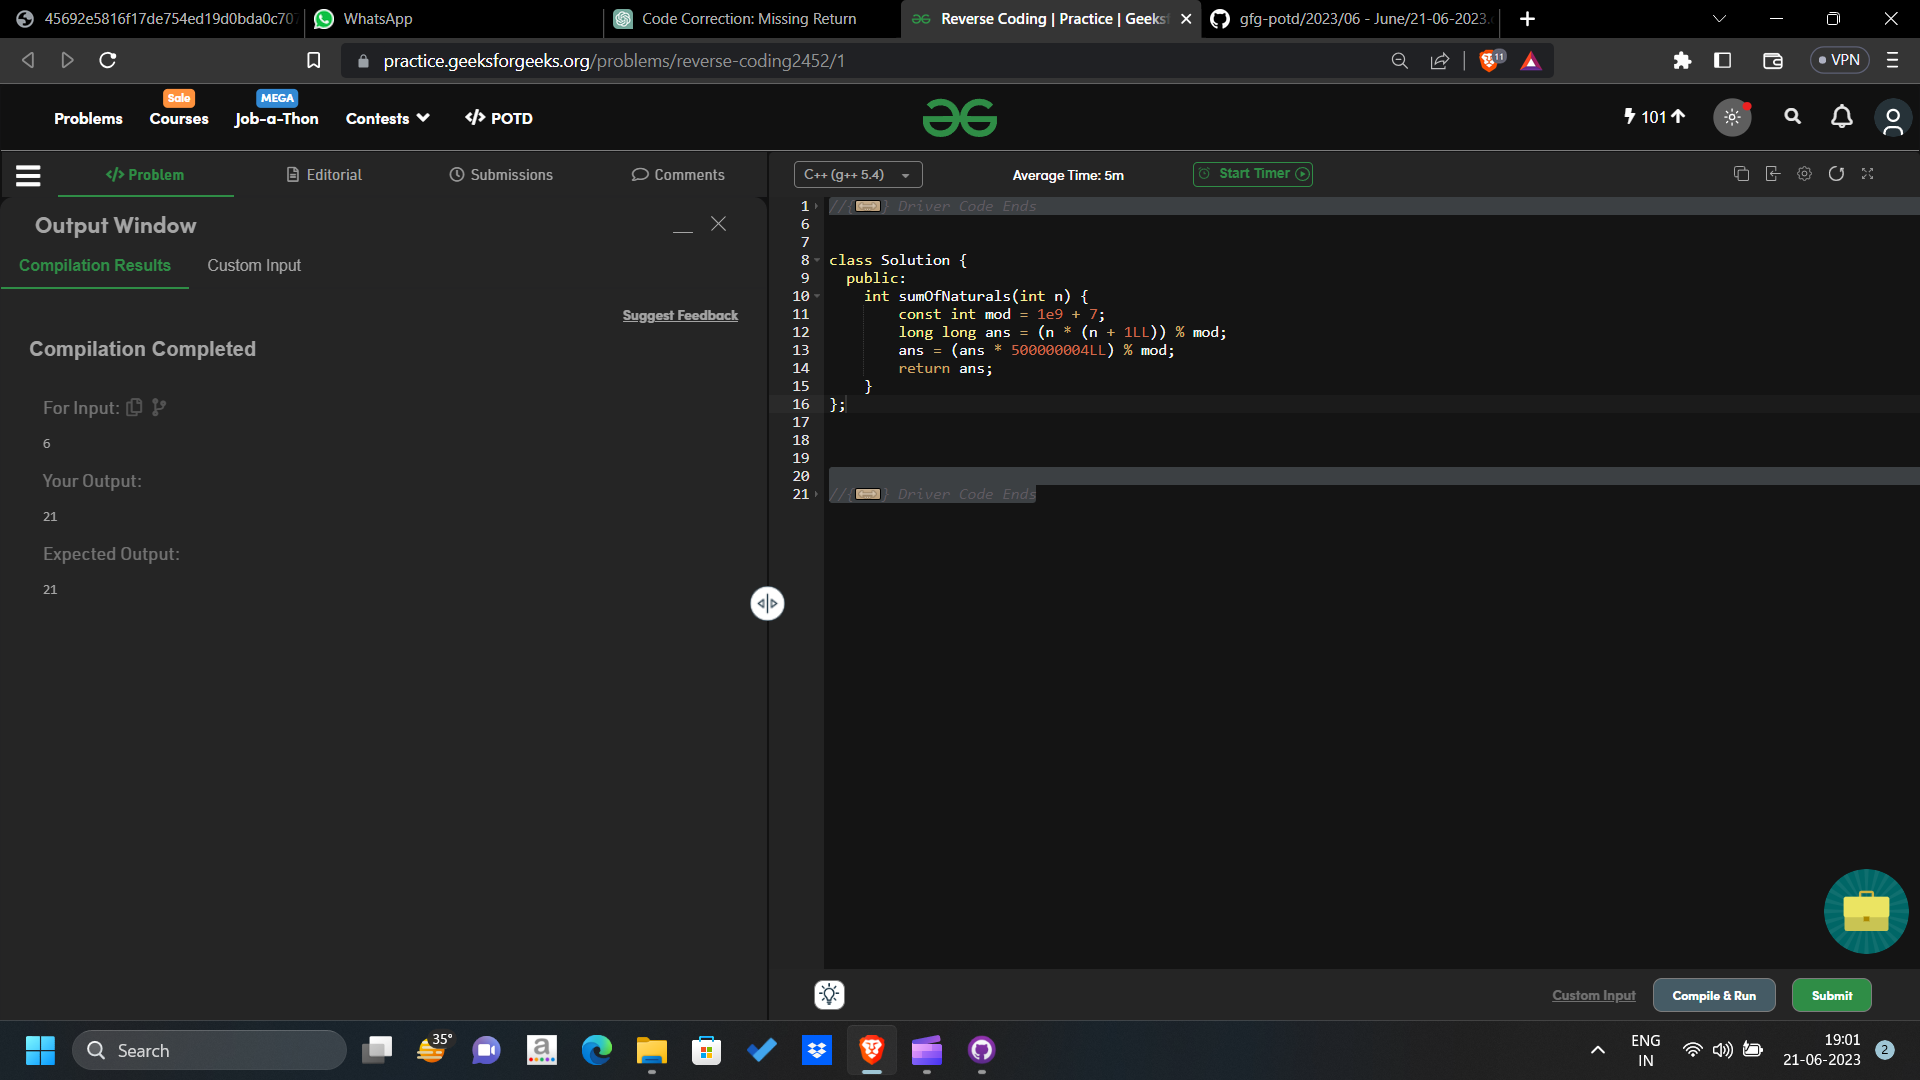 45692e5816f17de754ed19d0bda0c707
WhatsApp
Code Correction: Missing Return
Reverse Coding | Practice | Geeks
gfg-potd/2023/06 - June/21-06-2023.
practice.geeksforgeeks.org/problems/reverse-coding2452/1
11
VPN
Problems
Sale
Courses
MEGA
Job-a-Thon
Contests
</> POTD
101
</> Problem
Editorial
Submissions
Comments
C++ (g++ 5.4)
Average Time: 5m
Start Timer
Output Window
Compilation Results
Custom Input
Suggest Feedback
Compilation Completed
For Input:
6
Your Output:
21
Expected Output:
21
1 //{ } Driver Code Ends
6
7
8 class Solution {
9 public:
10 int sumOfNaturals(int n) {
11 const int mod = 1e9 + 7;
12 long long ans = (n * (n + 1LL)) % mod;
13 ans = (ans * 500000004LL) % mod;
14 return ans;
15 }
16 };
17
18
19
20
21 //{ } Driver Code Ends
Custom Input
Compile & Run
Submit
Search
35°
a
ENG
IN
19:01
21-06-2023
2